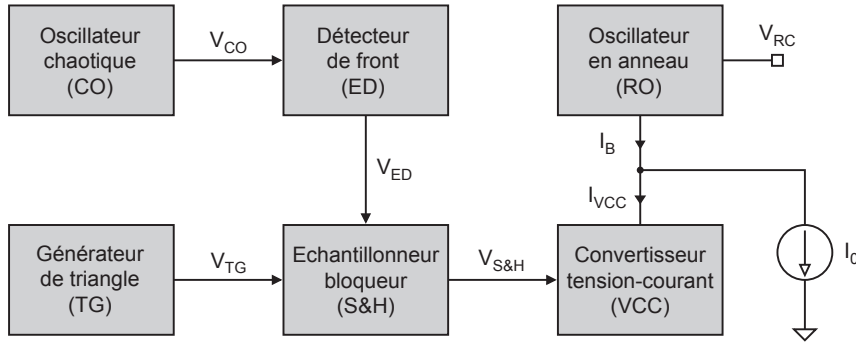 Oscillateur
chaotique
(CO)
V_CO
Détecteur
de front
(ED)
Oscillateur
en anneau
(RO)
V_RC
V_ED
I_B
I_VCC
Générateur
de triangle
(TG)
V_TG
Echantillonneur
bloqueur
(S&H)
V_S&H
Convertisseur
tension-courant
(VCC)
I_0